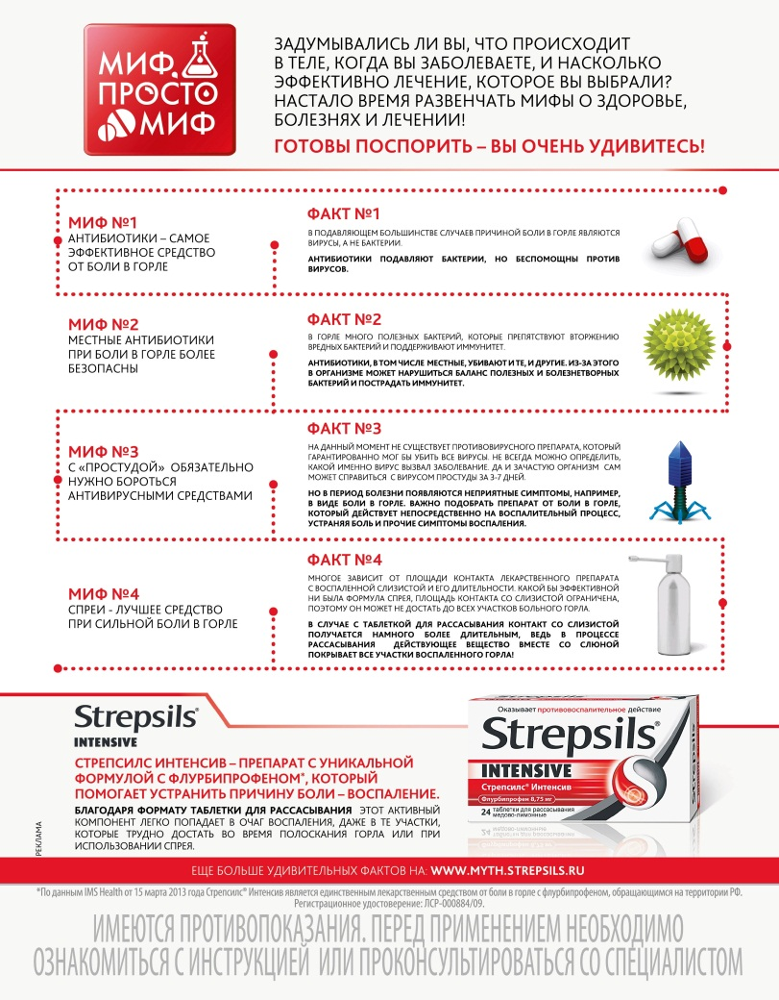 МИФ,
ПРОСТО
МИФ
ЗАДУМЫВАЛИСЬ ЛИ ВЫ, ЧТО ПРОИСХОДИТ
В ТЕЛЕ, КОГДА ВЫ ЗАБОЛЕВАЕТЕ, И НАСКОЛЬКО
ЭФФЕКТИВНО ЛЕЧЕНИЕ, КОТОРОЕ ВЫ ВЫБРАЛИ?
НАСТАЛО ВРЕМЯ РАЗВЕНЧАТЬ МИФЫ О ЗДОРОВЬЕ,
БОЛЕЗНЯХ И ЛЕЧЕНИИ!
ГОТОВЫ ПОСПОРИТЬ – ВЫ ОЧЕНЬ УДИВИТЕСЬ!
МИФ №1
АНТИБИОТИКИ – САМОЕ
ЭФФЕКТИВНОЕ СРЕДСТВО
ОТ БОЛИ В ГОРЛЕ
ФАКТ №1
В ПОДАВЛЯЮЩЕМ БОЛЬШИНСТВЕ СЛУЧАЕВ ПРИЧИНОЙ БОЛИ В ГОРЛЕ ЯВЛЯЮТСЯ
ВИРУСЫ, А НЕ БАКТЕРИИ.
АНТИБИОТИКИ ПОДАВЛЯЮТ БАКТЕРИИ, НО БЕСПОМОЩНЫ ПРОТИВ
ВИРУСОВ.
МИФ №2
МЕСТНЫЕ АНТИБИОТИКИ
ПРИ БОЛИ В ГОРЛЕ БОЛЕЕ
БЕЗОПАСНЫ
ФАКТ №2
В ГОРЛЕ МНОГО ПОЛЕЗНЫХ БАКТЕРИЙ, КОТОРЫЕ ПРЕПЯТСТВУЮТ ВТОРЖЕНИЮ
ВРЕДНЫХ БАКТЕРИЙ И ПОДДЕРЖИВАЮТ ИММУНИТЕТ.
АНТИБИОТИКИ, В ТОМ ЧИСЛЕ МЕСТНЫЕ, УБИВАЮТ И ТЕ, И ДРУГИЕ. ИЗ-ЗА ЭТОГО
В ОРГАНИЗМЕ МОЖЕТ НАРУШИТЬСЯ БАЛАНС ПОЛЕЗНЫХ И БОЛЕЗНЕТВОРНЫХ
БАКТЕРИЙ И ПОСТРАДАТЬ ИММУНИТЕТ.
МИФ №3
С «ПРОСТУДОЙ» ОБЯЗАТЕЛЬНО
НУЖНО БОРОТЬСЯ
АНТИВИРУСНЫМИ СРЕДСТВАМИ
ФАКТ №3
НА ДАННЫЙ МОМЕНТ НЕ СУЩЕСТВУЕТ ПРОТИВОВИРУСНОГО ПРЕПАРАТА, КОТОРЫЙ
ГАРАНТИРОВАННО МОГ БЫ УБИТЬ ВСЕ ВИРУСЫ. НЕ ВСЕГДА МОЖНО ОПРЕДЕЛИТЬ,
КАКОЙ ИМЕННО ВИРУС ВЫЗВАЛ ЗАБОЛЕВАНИЕ. ДА И ЗАЧАСТУЮ ОРГАНИЗМ САМ
МОЖЕТ СПРАВИТЬСЯ С ВИРУСОМ ПРОСТУДЫ ЗА 3-7 ДНЕЙ.
НО В ПЕРИОД БОЛЕЗНИ ПОЯВЛЯЮТСЯ НЕПРИЯТНЫЕ СИМПТОМЫ, НАПРИМЕР,
В ВИДЕ БОЛИ В ГОРЛЕ. ВАЖНО ПОДОБРАТЬ ПРЕПАРАТ ОТ БОЛИ В ГОРЛЕ,
КОТОРЫЙ ДЕЙСТВУЕТ НЕПОСРЕДСТВЕННО НА ВОСПАЛИТЕЛЬНЫЙ ПРОЦЕСС,
УСТРАНЯЯ БОЛЬ И ПРОЧИЕ СИМПТОМЫ ВОСПАЛЕНИЯ.
МИФ №4
СПРЕИ - ЛУЧШЕЕ СРЕДСТВО
ПРИ СИЛЬНОЙ БОЛИ В ГОРЛЕ
ФАКТ №4
МНОГОЕ ЗАВИСИТ ОТ ПЛОЩАДИ КОНТАКТА ЛЕКАРСТВЕННОГО ПРЕПАРАТА
С ВОСПАЛЕННОЙ СЛИЗИСТОЙ И ЕГО ДЛИТЕЛЬНОСТИ. КАКОЙ БЫ ЭФФЕКТИВНОЙ
НИ БЫЛА ФОРМУЛА СПРЕЯ, ПЛОЩАДЬ КОНТАКТА СО СЛИЗИСТОЙ ОГРАНИЧЕНА,
ПОЭТОМУ ОН МОЖЕТ НЕ ДОСТАТЬ ДО ВСЕХ УЧАСТКОВ БОЛЬНОГО ГОРЛА.
В СЛУЧАЕ С ТАБЛЕТКОЙ ДЛЯ РАССАСЫВАНИЯ КОНТАКТ СО СЛИЗИСТОЙ
ПОЛУЧАЕТСЯ НАМНОГО БОЛЕЕ ДЛИТЕЛЬНЫМ, ВЕДЬ В ПРОЦЕССЕ
РАССАСЫВАНИЯ ДЕЙСТВУЮЩЕЕ ВЕЩЕСТВО ВМЕСТЕ СО СЛЮНОЙ
ПОКРЫВАЕТ ВСЕ УЧАСТКИ ВОСПАЛЕННОГО ГОРЛА!
Strepsils®
INTENSIVE
СТРЕПСИЛС ИНТЕНСИВ – ПРЕПАРАТ С УНИКАЛЬНОЙ
ФОРМУЛОЙ С ФЛУРБИПРОФЕНОМ*, КОТОРЫЙ
ПОМОГАЕТ УСТРАНИТЬ ПРИЧИНУ БОЛИ – ВОСПАЛЕНИЕ.
БЛАГОДАРЯ ФОРМАТУ ТАБЛЕТКИ ДЛЯ РАССАСЫВАНИЯ ЭТОТ АКТИВНЫЙ
КОМПОНЕНТ ЛЕГКО ПОПАДАЕТ В ОЧАГ ВОСПАЛЕНИЯ, ДАЖЕ В ТЕ УЧАСТКИ,
КОТОРЫЕ ТРУДНО ДОСТАТЬ ВО ВРЕМЯ ПОЛОСКАНИЯ ГОРЛА ИЛИ ПРИ
ИСПОЛЬЗОВАНИИ СПРЕЯ.
РЕКЛАМА
Оказывает противовоспалительное действие
Strepsils®
INTENSIVE
Стрепсилс® Интенсив
Флурбипрофен 8,75 мг
24 таблетки для рассасывания
медово-лимонные
Strepsils
ЕЩЕ БОЛЬШЕ УДИВИТЕЛЬНЫХ ФАКТОВ НА: WWW.MYTH.STREPSILS.RU
*По данным IMS Health от 15 марта 2013 года Стрепсилс® Интенсив является единственным лекарственным средством от боли в горле с флурбипрофеном, обращающимся на территории РФ.
Регистрационное удостоверение: ЛСР-000884/09.
ИМЕЮТСЯ ПРОТИВОПОКАЗАНИЯ. ПЕРЕД ПРИМЕНЕНИЕМ НЕОБХОДИМО
ОЗНАКОМИТЬСЯ С ИНСТРУКЦИЕЙ ИЛИ ПРОКОНСУЛЬТИРОВАТЬСЯ СО СПЕЦИАЛИСТОМ